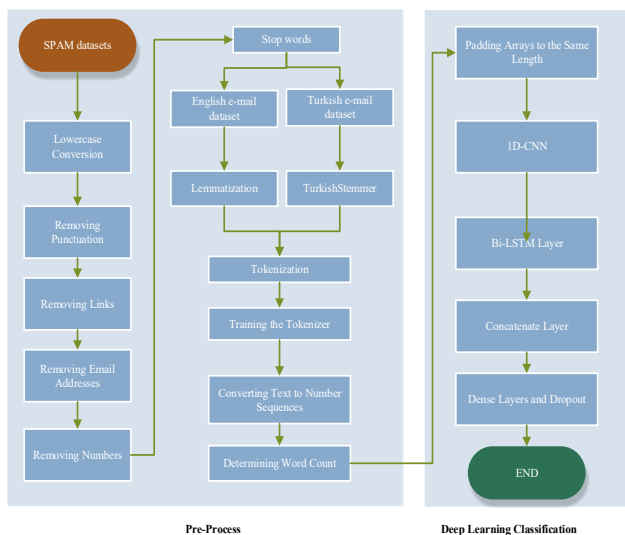 SPAM datasets
Lowercase
Conversion
Removing
Punctuation
Removing Links
Removing Email
Addresses
Removing Numbers
Stop words
English e-mail
dataset
Turkish e-mail
dataset
Lemmatization
TurkishStemmer
Tokenization
Training the Tokenizer
Converting Text to Number
Sequences
Determining Word Count
Padding Arrays to the Same
Length
1D-CNN
Bi-LSTM Layer
Concatenate Layer
Dense Layers and Dropout
END
Pre-Process
Deep Learning Classification